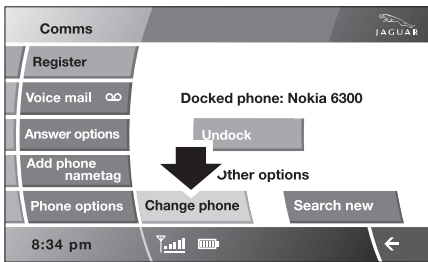 Comms
JAGUAR
Register
Voice mail
Docked phone: Nokia 6300
Answer options
Undock
Add phone
nametag
Other options
Phone options
Change phone
Search new
8:34 pm